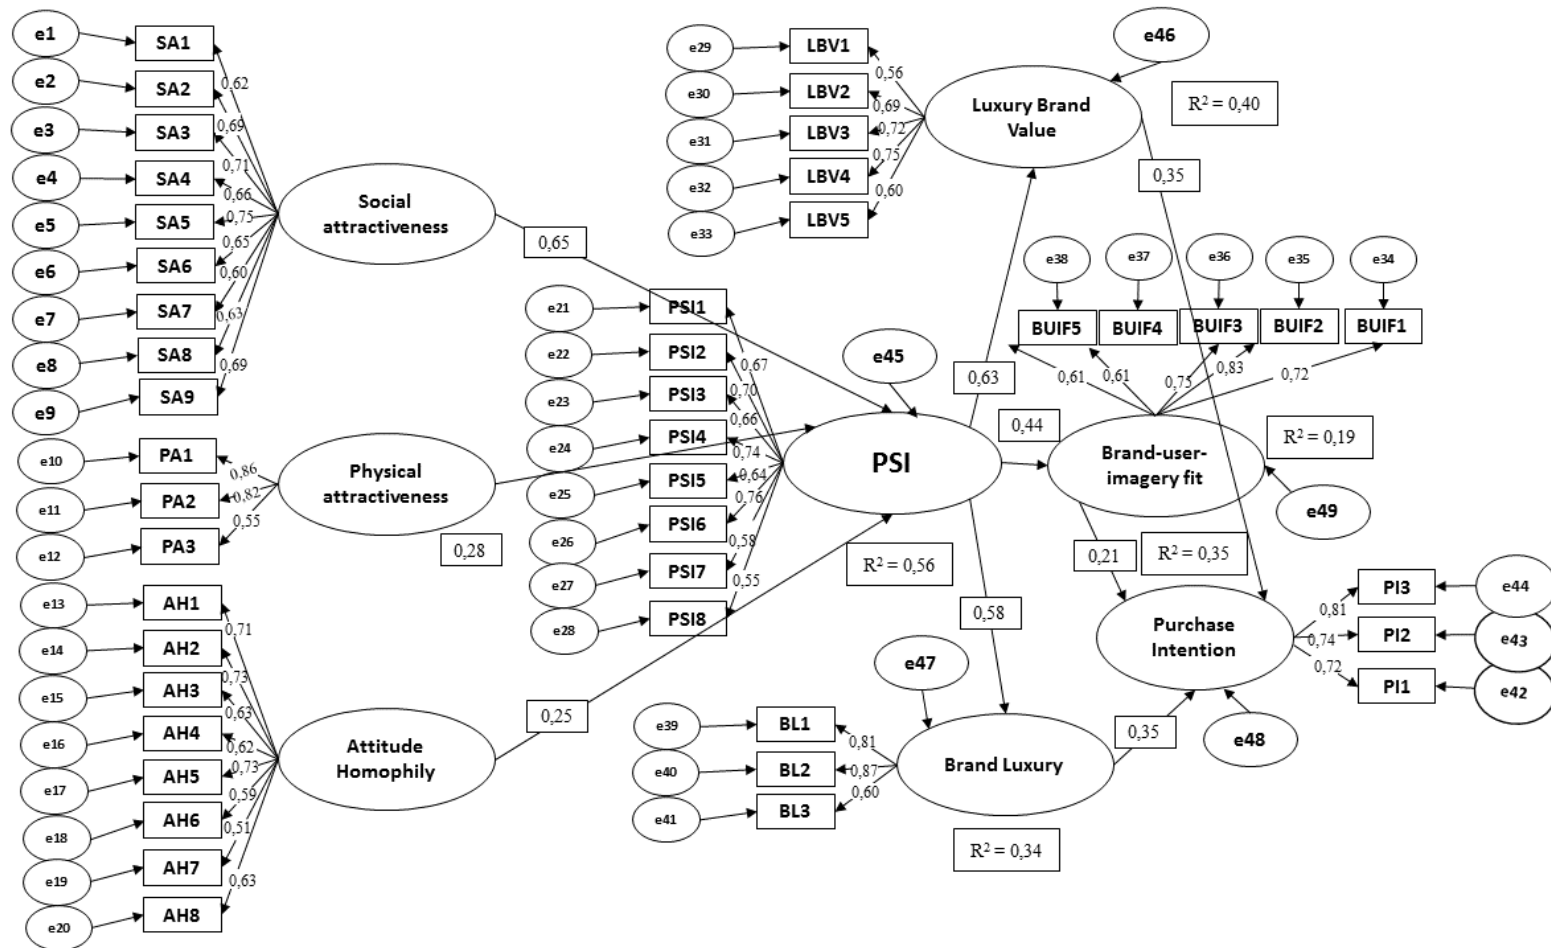 e1
SA1
e2
SA2
e3
SA3
e4
SA4
e5
SA5
e6
SA6
e7
SA7
e8
SA8
e9
SA9
0,62
0,69
0,71
0,66
0,75
0,65
0,60
0,63
0,69
Social
attractiveness
0,65
e10
PA1
e11
PA2
e12
PA3
0,86
0,82
0,55
Physical
attractiveness
0,28
e13
AH1
e14
AH2
e15
AH3
e16
AH4
e17
AH5
e18
AH6
e19
AH7
e20
AH8
0,71
0,73
0,63
0,62
0,73
0,59
0,51
0,63
Attitude
Homophily
0,25
e21
PSI1
e22
PSI2
e23
PSI3
e24
PSI4
e25
PSI5
e26
PSI6
e27
PSI7
e28
PSI8
0,67
0,70
0,66
0,74
0,64
0,76
0,58
0,55
e45
PSI
R² = 0,56
e29
LBV1
e30
LBV2
e31
LBV3
e32
LBV4
e33
LBV5
0,56
0,69
0,72
0,75
0,60
Luxury Brand
Value
e46
R² = 0,40
0,35
0,63
0,44
0,58
e38
e37
e36
e35
e34
BUIF5
BUIF4
BUIF3
BUIF2
BUIF1
0,61
0,61
0,75
0,83
0,72
Brand-user-
imagery fit
R² = 0,19
e49
0,21
R² = 0,35
Purchase
Intention
e48
0,81
0,74
0,72
PI3
e44
PI2
e43
PI1
e42
e47
e39
BL1
e40
BL2
e41
BL3
0,81
0,87
0,60
Brand Luxury
0,35
R² = 0,34